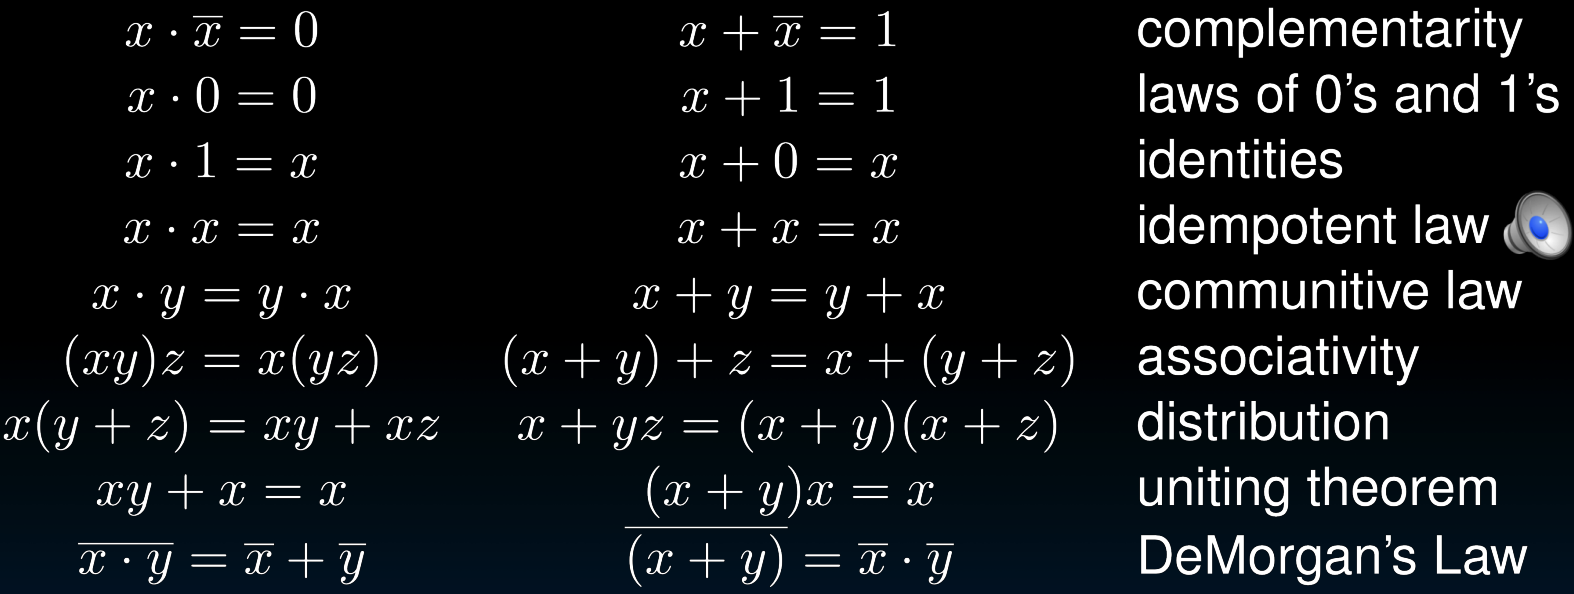 x · x̅ = 0 x + x̅ = 1 complementarity
x · 0 = 0 x + 1 = 1 laws of 0's and 1's
x · 1 = x x + 0 = x identities
x · x = x x + x = x idempotent law
x · y = y · x x + y = y + x communitive law
(xy)z = x(yz) (x + y) + z = x + (y + z) associativity
x(y + z) = xy + xz x + yz = (x + y)(x + z) distribution
xy + x = x (x + y)x = x uniting theorem
x̅ ̅·̅ ̅y̅ = x̅ + y̅ (̅x̅ ̅+̅ ̅y̅)̅ = x̅ · y̅ DeMorgan's Law